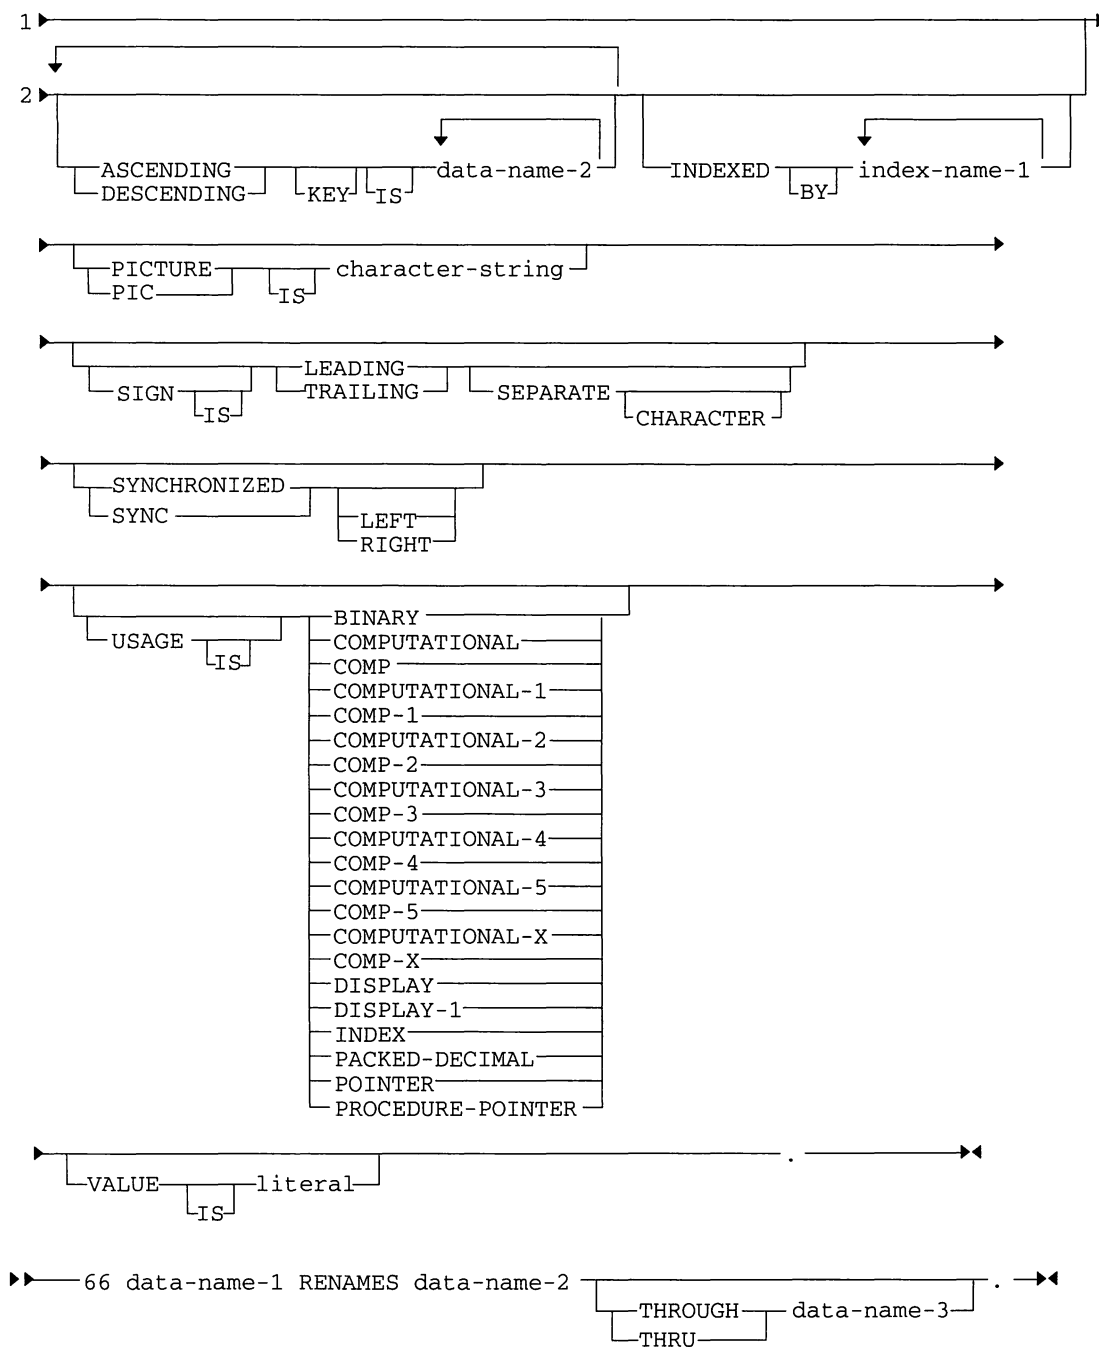 1
2
ASCENDING data-name-2 INDEXED index-name-1
DESCENDING KEY IS BY
PICTURE character-string
PIC IS
LEADING
SIGN TRAILING SEPARATE
IS CHARACTER
SYNCHRONIZED
SYNC LEFT
RIGHT
BINARY
USAGE COMPUTATIONAL
IS COMP
COMPUTATIONAL-1
COMP-1
COMPUTATIONAL-2
COMP-2
COMPUTATIONAL-3
COMP-3
COMPUTATIONAL-4
COMP-4
COMPUTATIONAL-5
COMP-5
COMPUTATIONAL-X
COMP-X
DISPLAY
DISPLAY-1
INDEX
PACKED-DECIMAL
POINTER
PROCEDURE-POINTER
.
VALUE literal
IS
66 data-name-1 RENAMES data-name-2 .
THROUGH data-name-3
THRU